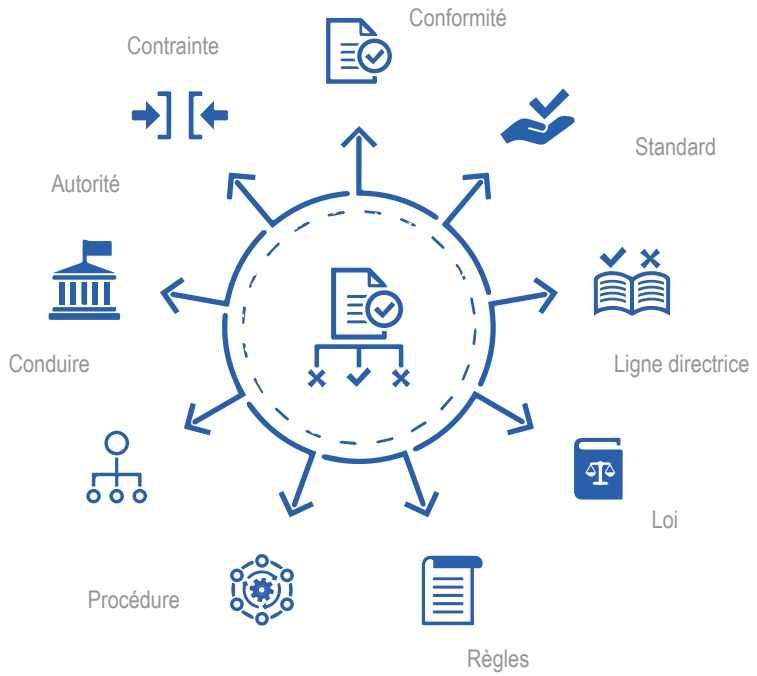 Conformité
Contrainte
Standard
Autorité
Conduire
Ligne directrice
Loi
Procédure
Règles